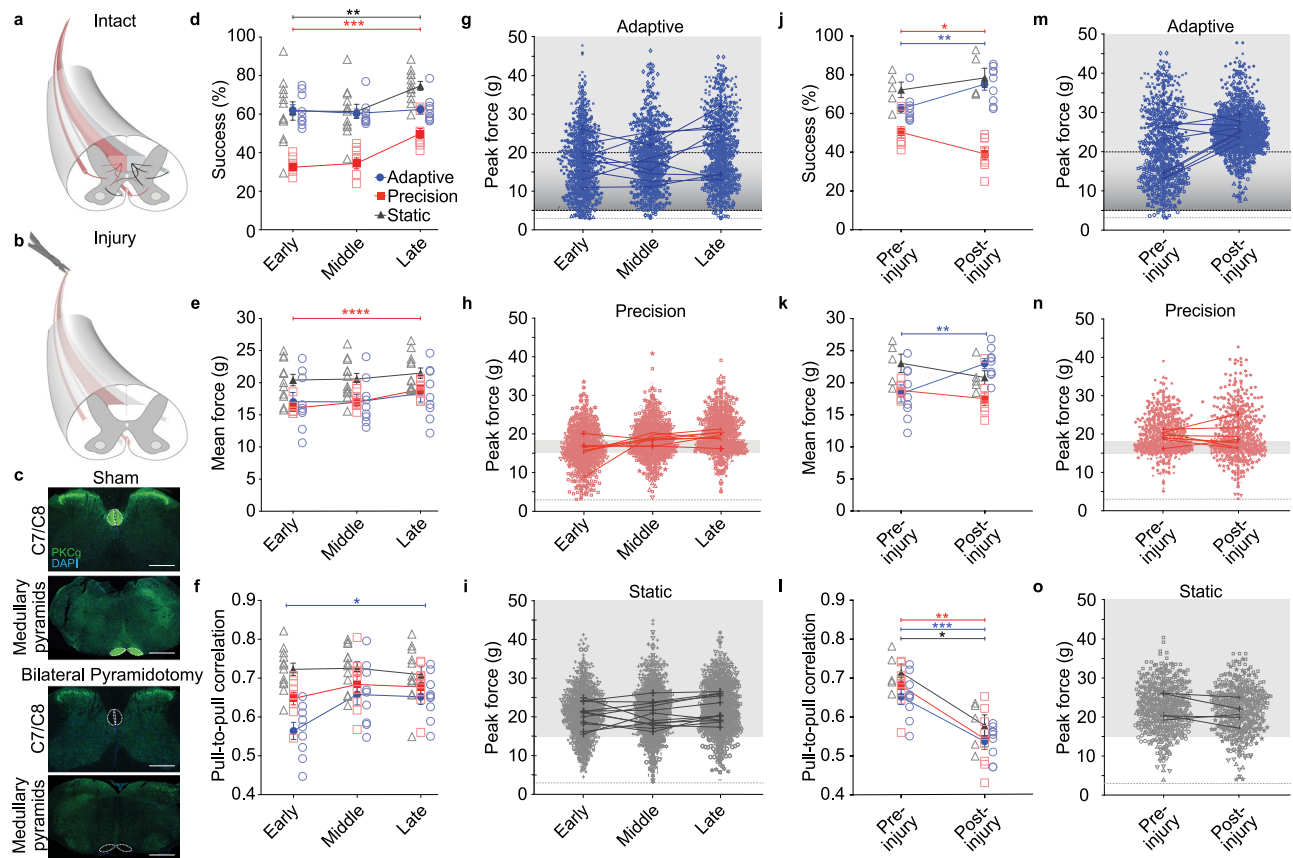 a
Intact
b
Injury
c
Sham
C7/C8
PKCg
DAPI
Medullary
pyramids
Bilateral Pyramidotomy
C7/C8
Medullary
pyramids
d
**
***
100
80
60
40
20
0
Success (%)
Adaptive
Precision
Static
Early
Middle
Late
e
****
30
25
20
15
10
5
0
Mean force (g)
Early
Middle
Late
f
*
0.9
0.8
0.7
0.6
0.5
0.4
Pull-to-pull correlation
Early
Middle
Late
g
Adaptive
50
40
30
20
10
0
Peak force (g)
Early
Middle
Late
h
Precision
50
40
30
20
10
0
Peak force (g)
Early
Middle
Late
i
Static
50
40
30
20
10
0
Peak force (g)
Early
Middle
Late
j
*
**
100
80
60
40
20
0
Success (%)
Pre-
injury
Post-
injury
k
**
30
25
20
15
10
5
0
Mean force (g)
Pre-
injury
Post-
injury
l
**
***
*
0.9
0.8
0.7
0.6
0.5
0.4
Pull-to-pull correlation
Pre-
injury
Post-
injury
m
Adaptive
50
40
30
20
10
0
Peak force (g)
Pre-
injury
Post-
injury
n
Precision
50
40
30
20
10
0
Peak force (g)
Pre-
injury
Post-
injury
o
Static
50
40
30
20
10
0
Peak force (g)
Pre-
injury
Post-
injury